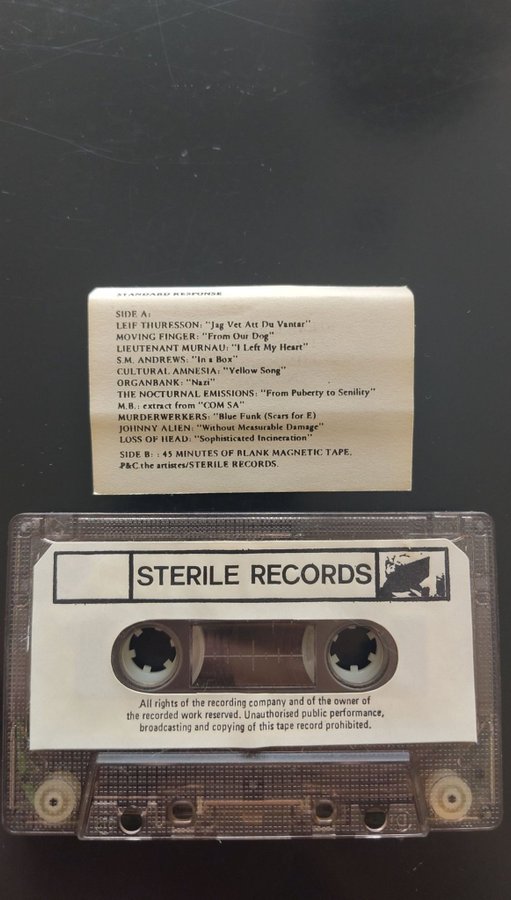 STANDARD RESPONSE
SIDE A:
LEIF THURESSON: "Jag Vet Att Du Vantar"
MOVING FINGER: "From Our Dog"
LIEUTENANT MURNAU: "I Left My Heart"
S.M. ANDREWS: "In a Box"
CULTURAL AMNESIA: "Yellow Song"
ORGANBANK: "Nazi"
THE NOCTURNAL EMISSIONS: "From Puberty to Senility"
M.B.: extract from "COM SA"
MURDERWERKERS: "Blue Funk (Scars for E)
JOHNNY ALIEN: "Without Measurable Damage"
LOSS OF HEAD: "Sophisticated Incineration"
SIDE B: : 45 MINUTES OF BLANK MAGNETIC TAPE.
P&C.the artistes/STERILE RECORDS.
STERILE RECORDS
All rights of the recording company and of the owner of
the recorded work reserved. Unauthorised public performance,
broadcasting and copying of this tape record prohibited.